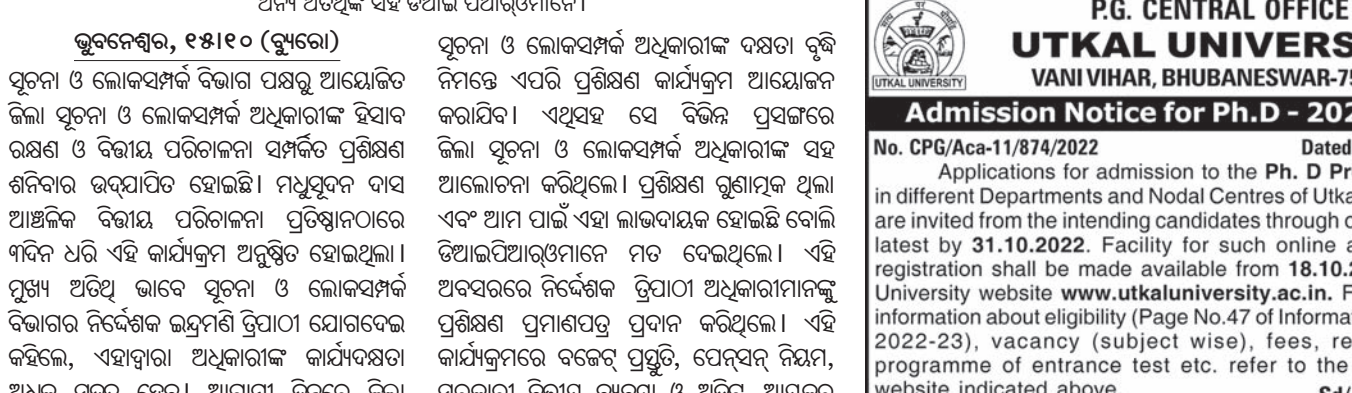 ଅନ୍ୟ ଅତିଥିଙ୍କ ସହ ଡିଆଇ ପିଆର୍‌ଓମାନେ।
ଭୁବନେଶ୍ୱର, ୧୫।୧୦ (ବ୍ୟୁରୋ)
ସୂଚନା ଓ ଲୋକସମ୍ପର୍କ ବିଭାଗ ପକ୍ଷରୁ ଆୟୋଜିତ
ଜିଲା ସୂଚନା ଓ ଲୋକସମ୍ପର୍କ ଅଧିକାରୀଙ୍କ ହିସାବ
ରକ୍ଷଣ ଓ ବିତ୍ତୀୟ ପରିଚାଳନା ସମ୍ପର୍କିତ ପ୍ରଶିକ୍ଷଣ
ଶନିବାର ଉଦ୍‌ଯାପିତ ହୋଇଛି। ମଧୁସୂଦନ ଦାସ
ଆଞ୍ଚଳିକ ବିତ୍ତୀୟ ପରିଚାଳନା ପ୍ରତିଷ୍ଠାନଠାରେ
୩ଦିନ ଧରି ଏହି କାର୍ଯ୍ୟକ୍ରମ ଅନୁଷ୍ଠିତ ହୋଇଥିଲା।
ମୁଖ୍ୟ ଅତିଥି ଭାବେ ସୂଚନା ଓ ଲୋକସମ୍ପର୍କ
ବିଭାଗର ନିର୍ଦ୍ଦେଶକ ଇନ୍ଦ୍ରମଣି ତ୍ରିପାଠୀ ଯୋଗଦେଇ
କହିଲେ, ଏହାଦ୍ୱାରା ଅଧିକାରୀଙ୍କ କାର୍ଯ୍ୟଦକ୍ଷତା
ସୂଚନା ଓ ଲୋକସମ୍ପର୍କ ଅଧିକାରୀଙ୍କ ଦକ୍ଷତା ବୃଦ୍ଧି
ନିମନ୍ତେ ଏପରି ପ୍ରଶିକ୍ଷଣ କାର୍ଯ୍ୟକ୍ରମ ଆୟୋଜନ
କରାଯିବ। ଏଥିସହ ସେ ବିଭିନ୍ନ ପ୍ରସଙ୍ଗରେ
ଜିଲା ସୂଚନା ଓ ଲୋକସମ୍ପର୍କ ଅଧିକାରୀଙ୍କ ସହ
ଆଲୋଚନା କରିଥିଲେ। ପ୍ରଶିକ୍ଷଣ ଗୁଣାତ୍ମକ ଥିଲା
ଏବଂ ଆମ ପାଇଁ ଏହା ଲାଭଦାୟକ ହୋଇଛି ବୋଲି
ଡିଆଇପିଆର୍‌ଓମାନେ ମତ ଦେଇଥିଲେ। ଏହି
ଅବସରରେ ନିର୍ଦ୍ଦେଶକ ତ୍ରିପାଠୀ ଅଧିକାରୀମାନଙ୍କୁ
ପ୍ରଶିକ୍ଷଣ ପ୍ରମାଣପତ୍ର ପ୍ରଦାନ କରିଥିଲେ। ଏହି
କାର୍ଯ୍ୟକ୍ରମରେ ବଜେଟ୍ ପ୍ରସ୍ତୁତି, ପେନ୍‌ସନ୍ ନିୟମ,
UTKAL UNIVERSITY
P.G. CENTRAL OFFICE
UTKAL UNIVERS
VANI VIHAR, BHUBANESWAR-75
Admission Notice for Ph.D - 202
No. CPG/Aca-11/874/2022 Dated
Applications for admission to the Ph. D Pr
in different Departments and Nodal Centres of Utka
are invited from the intending candidates through o
latest by 31.10.2022. Facility for such online a
registration shall be made available from 18.10.2
University website www.utkaluniversity.ac.in. F
information about eligibility (Page No.47 of Informa
2022-23), vacancy (subject wise), fees, re
programme of entrance test etc. refer to the
website indicated above.